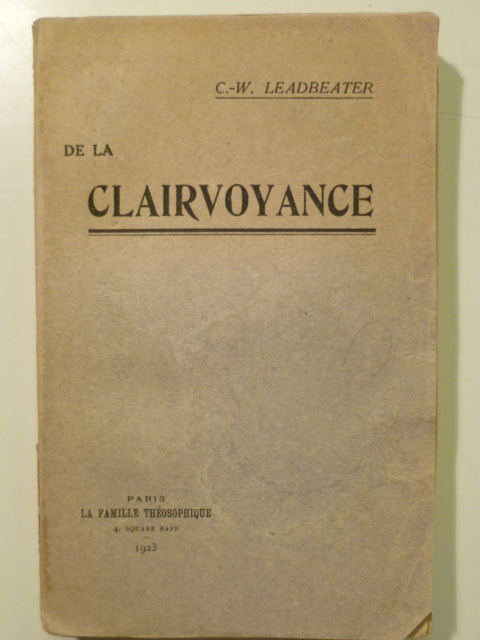 C.-W. LEADBEATER
DE LA
CLAIRVOYANCE
PARIS
LA FAMILLE THÉOSOPHIQUE
4, SQUARE RAPP
1923